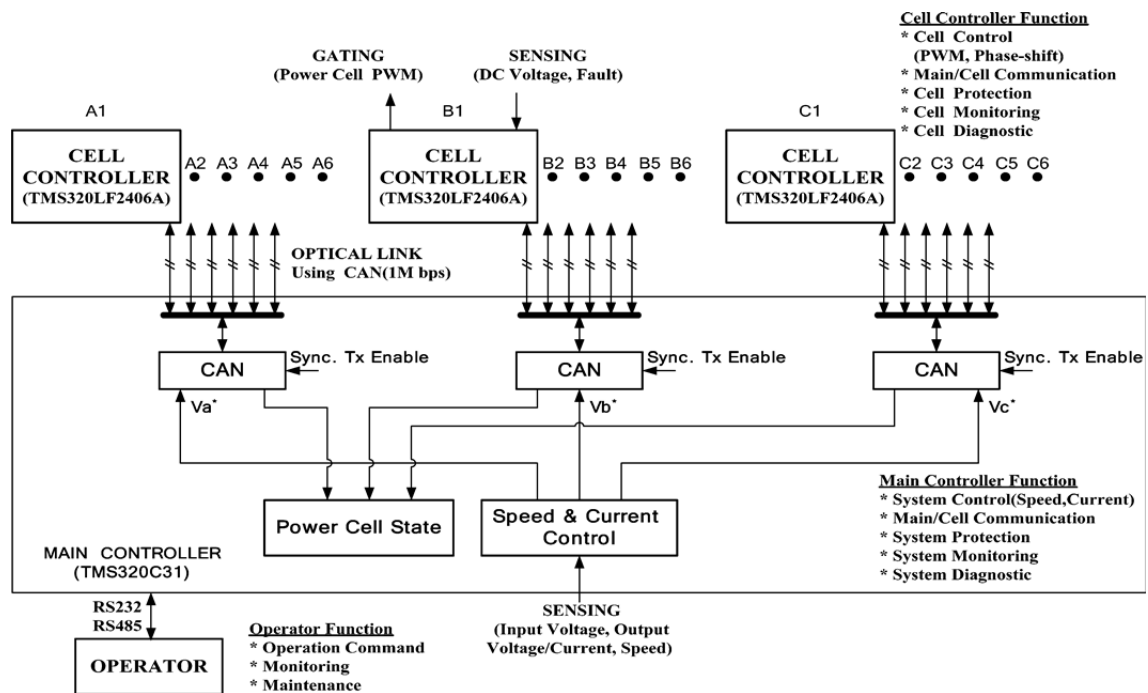 Cell Controller Function
* Cell Control
(PWM, Phase-shift)
* Main/Cell Communication
* Cell Protection
* Cell Monitoring
* Cell Diagnostic
GATING
(Power Cell PWM)
SENSING
(DC Voltage, Fault)
A1
B1
C1
CELL
CONTROLLER
(TMS320LF2406A)
A2 A3 A4 A5 A6
CELL
CONTROLLER
(TMS320LF2406A)
B2 B3 B4 B5 B6
CELL
CONTROLLER
(TMS320LF2406A)
C2 C3 C4 C5 C6
OPTICAL LINK
Using CAN(1M bps)
CAN
Sync. Tx Enable
CAN
Sync. Tx Enable
CAN
Sync. Tx Enable
Va*
Vb*
Vc*
Power Cell State
Speed & Current
Control
Main Controller Function
* System Control(Speed,Current)
* Main/Cell Communication
* System Protection
* System Monitoring
* System Diagnostic
MAIN CONTROLLER
(TMS320C31)
RS232
RS485
OPERATOR
Operator Function
* Operation Command
* Monitoring
* Maintenance
SENSING
(Input Voltage, Output
Voltage/Current, Speed)